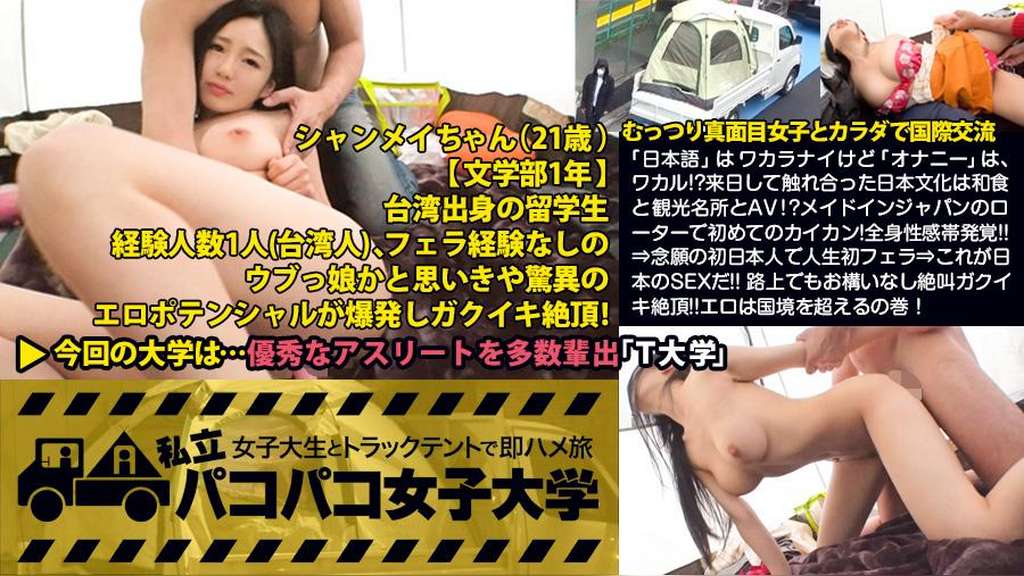 シャンメイちゃん(21歳)
【文学部1年】
台湾出身の留学生
経験人数1人(台湾人)、フェラ経験なしの
ウブっ娘かと思いきや驚異の
エロポテンシャルが爆発しガクイキ絶頂!
▶今回の大学は…優秀なアスリートを多数輩出「T大学」
むっつり真面目女子とカラダで国際交流
「日本語」はワカラナイけど「オナニー」は、
ワカル!?来日して触れ合った日本文化は和食
と観光名所とAV!?メイドインジャパンのロ
ーターで初めてのカイカン!全身性感帯発覚!!
⇒念願の初日本人で人生初フェラ⇒これが日
本のSEXだ!! 路上でもお構いなし絶叫ガクイ
キ絶頂!!エロは国境を超えるの巻!
私立 女子大生とトラックテントで即ハメ旅
パコパコ女子大学